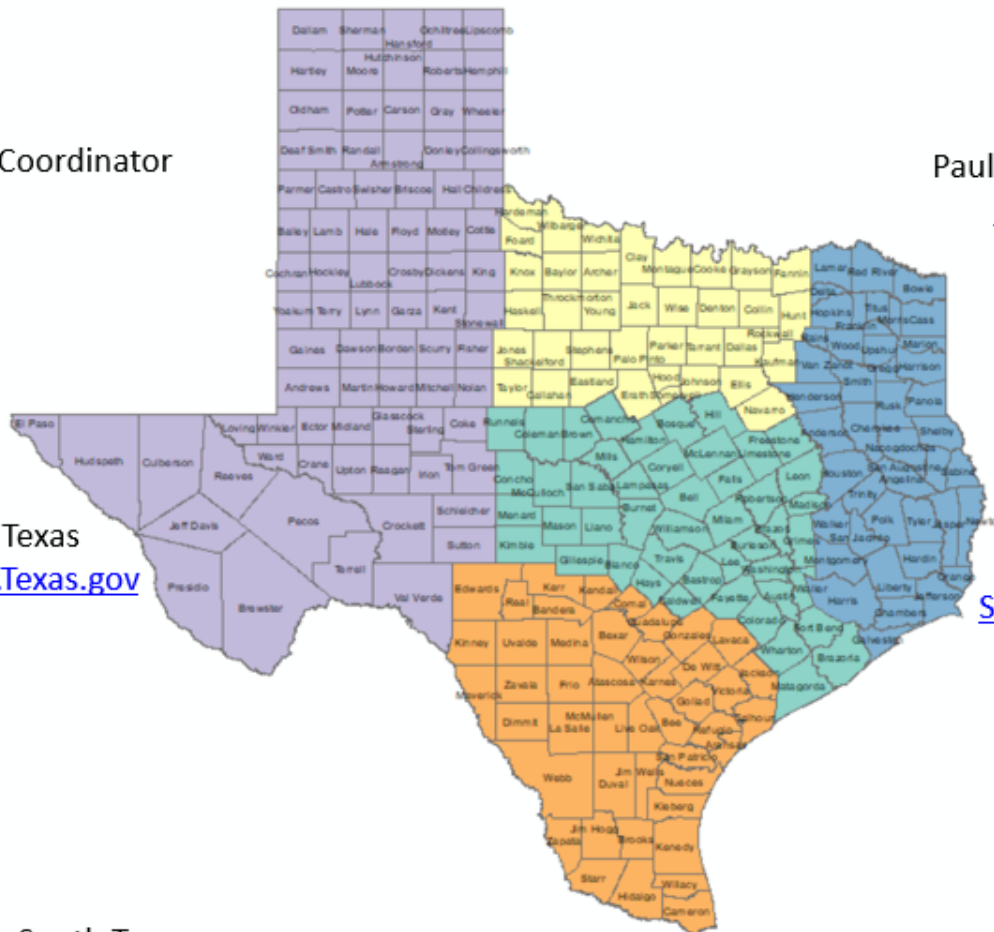 Dallam Sherman Ochiltree Lipscomb
Hansford
Hutchinson
Hartley Moore Roberts Hemphill
Oldham Potter Carson Gray Wheeler
Coordinator
Paul
Deaf Smith Randall Donley Collingsworth
Armstrong
Parmer Castro Swisher Briscoe Hall Childress
Hardeman
Wilbarger
Bailey Lamb Hale Floyd Motley Cottle Foard Wichita
Clay
Cochran Hockley Crosby Dickens King Knox Baylor Archer Montague Cooke Grayson Fannin Lamar Red River
Lubbock
Delta Bowie
Throckmorton
Yoakum Terry Lynn Garza Kent Haskell Young Jack Wise Denton Collin Hunt Hopkins Titus
Franklin Morris Cass
Stonewall
Rockwall Rains Wood Upshur Marion
Gaines Dawson Borden Scurry Fisher Jones Stephens Parker Tarrant Dallas
Shackelford Palo Pinto Kaufman Van Zandt Gregg Harrison
Andrews Martin Howard Mitchell Nolan Taylor Eastland Hood Johnson Ellis Smith
Callahan Erath Somervell Henderson Rusk Panola
Navarro
Glasscock Comanche Bosque Hill
El Paso Loving Winkler Ector Midland Sterling Coke Runnels Coleman Brown Hamilton Freestone Anderson Cherokee Shelby
Nacogdoches
Ward Mills McLennan Limestone
Hudspeth Culberson Reeves Crane Upton Reagan Irion Tom Green Concho Coryell Falls Leon Houston San Augustine Sabine
Angelina
McCulloch San Saba Lampasas Bell Robertson Trinity
Madison
Schleicher Menard Burnet
Jeff Davis Pecos Crockett Mason Llano Williamson Milam Brazos Walker Polk Tyler Jasper Newton
Grimes San Jacinto
Texas
Sutton Kimble Burleson
Gillespie Blanco Travis Lee Washington Montgomery Hardin
Terrell
.Texas.gov
Presidio Val Verde Edwards Kerr Kendall Hays Bastrop Austin Waller Liberty Orange
Jefferson
Brewster Real Comal Caldwell Fayette Harris
Bandera Chambers
S
Guadalupe Colorado Fort Bend
Kinney Uvalde Medina Bexar Gonzales Lavaca Galveston
Wharton Brazoria
Wilson De Witt Jackson
Maverick Zavala Frio Atascosa Karnes Victoria Matagorda
Goliad
Dimmit McMullen Bee Calhoun
La Salle Live Oak Refugio
Aransas
San Patricio
Webb Jim Wells Nueces
Duval
Kleberg
Jim Hogg
Zapata Brooks Kenedy
Starr Willacy
Hidalgo
Cameron